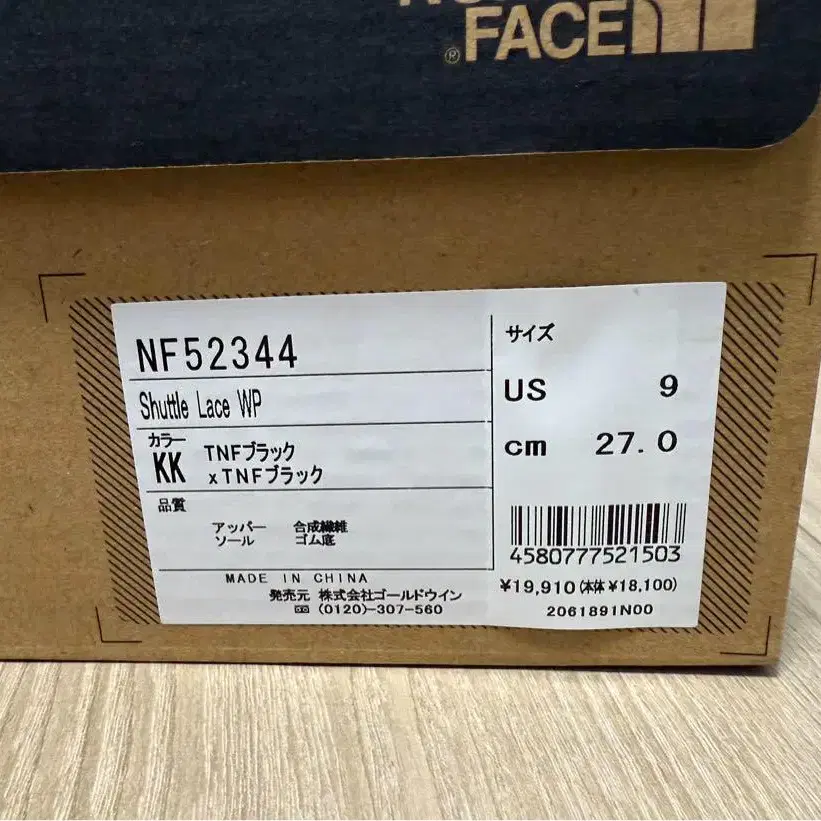 FACE
®
NF52344
Shuttle Lace WP
カラー
KK
TNFブラック
xTNFブラック
品質
アッパー 合成繊維
ソール ゴム底
MADE IN CHINA
発売元 株式会社ゴールドウイン
(0120)-307-560
サイズ
US 9
cm 27.0
4580777521503
¥19,910(本体¥18,100)
2061891N00